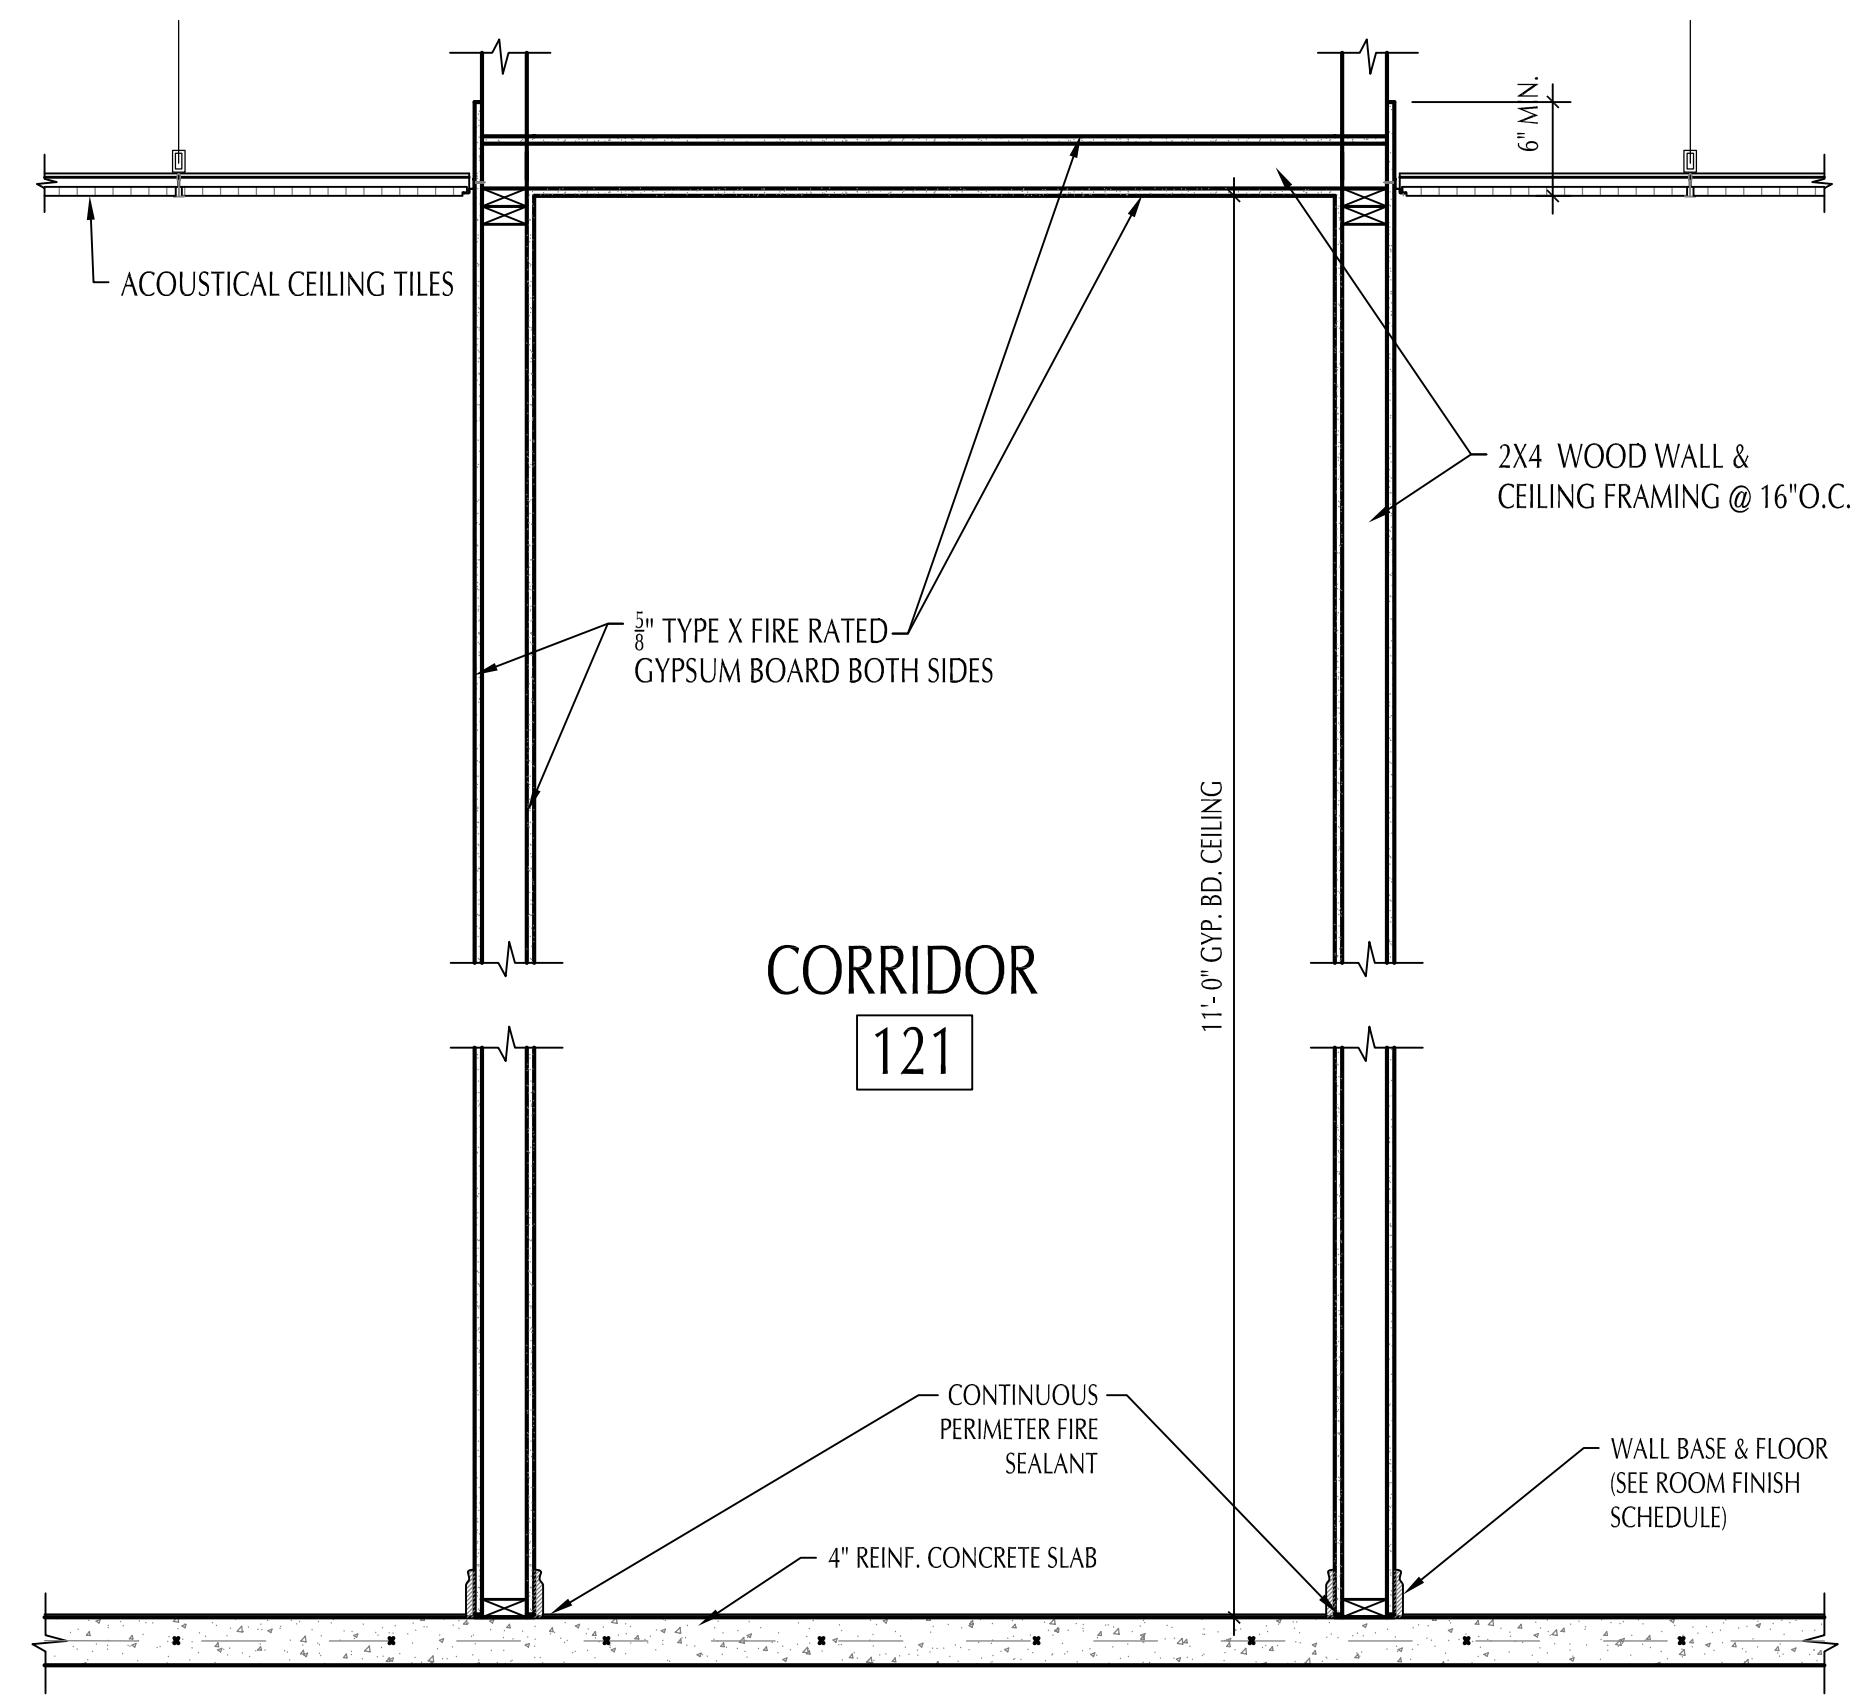 6" MIN.
ACOUSTICAL CEILING TILES
2X4 WOOD WALL &
CEILING FRAMING @ 16"O.C.
5/8" TYPE X FIRE RATED
GYPSUM BOARD BOTH SIDES
11'- 0" GYP. BD. CEILING
CORRIDOR
121
CONTINUOUS
PERIMETER FIRE
SEALANT
WALL BASE & FLOOR
(SEE ROOM FINISH
SCHEDULE)
4" REINF. CONCRETE SLAB